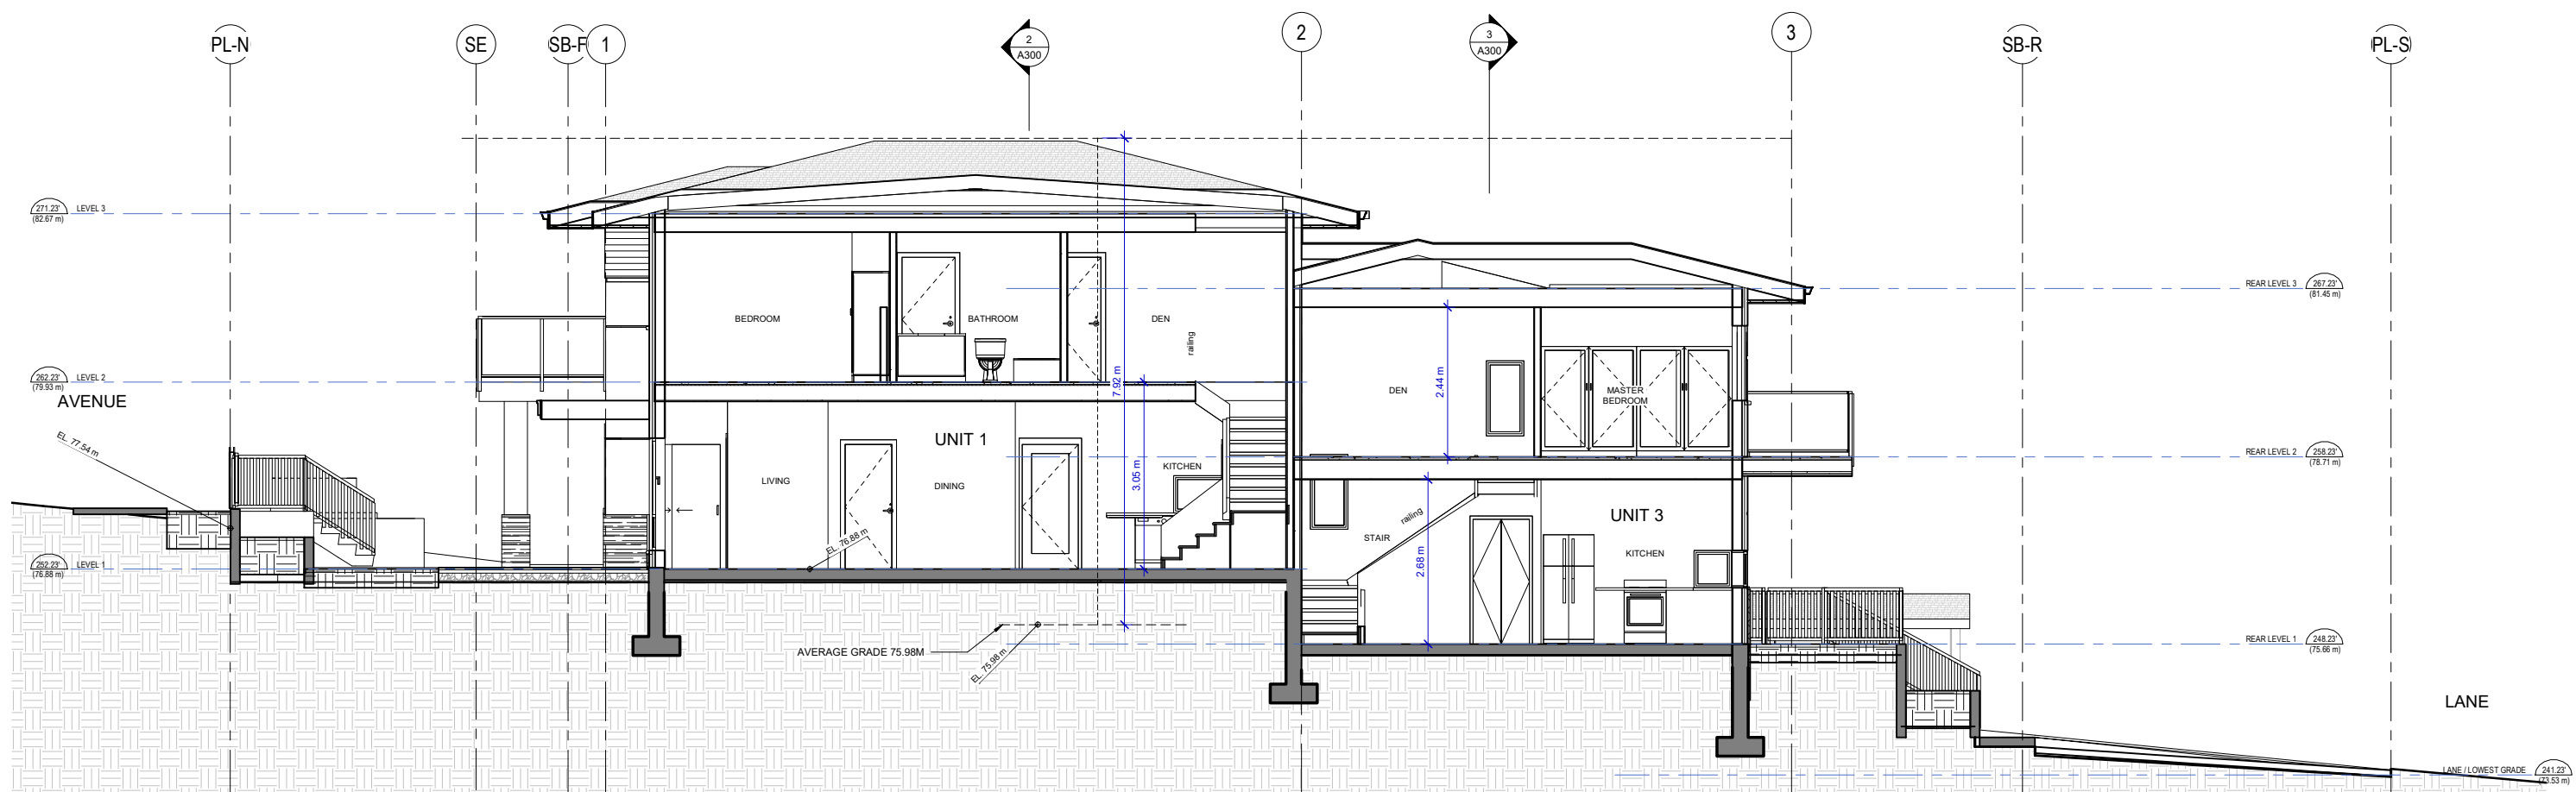 PL-N
SE
SB-F
1
2
A300
2
3
A300
3
SB-R
PL-S
271.23'
(82.67 m)
LEVEL 3
REAR LEVEL 3
267.23'
(81.45 m)
BEDROOM
BATHROOM
DEN
railing
262.23'
(79.93 m)
LEVEL 2
AVENUE
7.92 m
2.44 m
DEN
MASTER
BEDROOM
EL. 77.54 m
UNIT 1
REAR LEVEL 2
258.23'
(78.71 m)
KITCHEN
LIVING
DINING
3.05 m
railing
UNIT 3
STAIR
KITCHEN
EL. 76.88 m
2.68 m
252.23'
(76.88 m)
LEVEL 1
AVERAGE GRADE 75.98M
EL. 75.98 m
REAR LEVEL 1
248.23'
(75.66 m)
LANE
LANE / LOWEST GRADE
241.23'
(73.53 m)